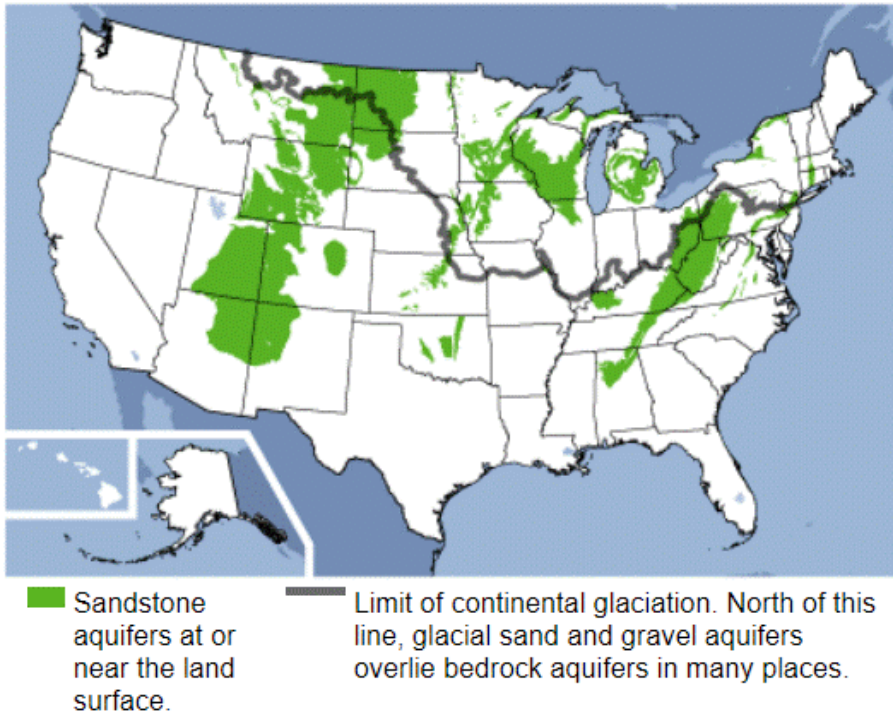 Sandstone
aquifers at or
near the land
surface.
Limit of continental glaciation. North of this
line, glacial sand and gravel aquifers
overlie bedrock aquifers in many places.